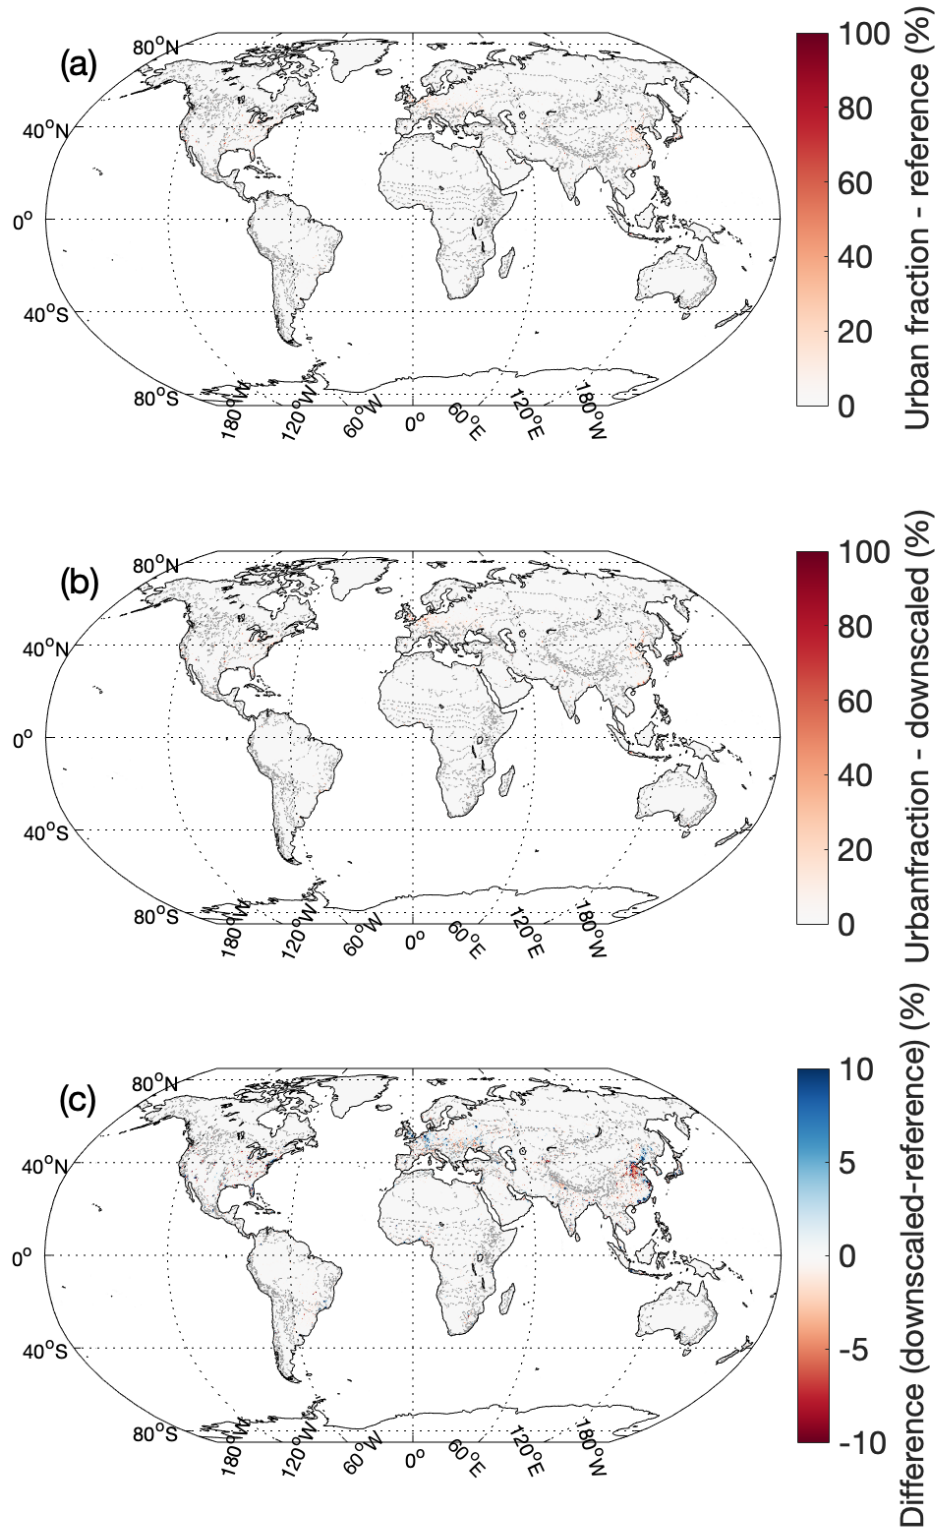 (a)
80°N
40°N
0°
40°S
80°S
180°W
120°W
60°W
0°
60°E
120°E
180°W
100
80
60
40
20
0
Urban fraction - reference (%)
(b)
80°N
40°N
0°
40°S
80°S
180°W
120°W
60°W
0°
60°E
120°E
180°W
100
80
60
40
20
0
Urbanfraction - downscaled (%)
(c)
80°N
40°N
0°
40°S
80°S
180°W
120°W
60°W
0°
60°E
120°E
180°W
10
5
0
-5
-10
Difference (downscaled-reference) (%)